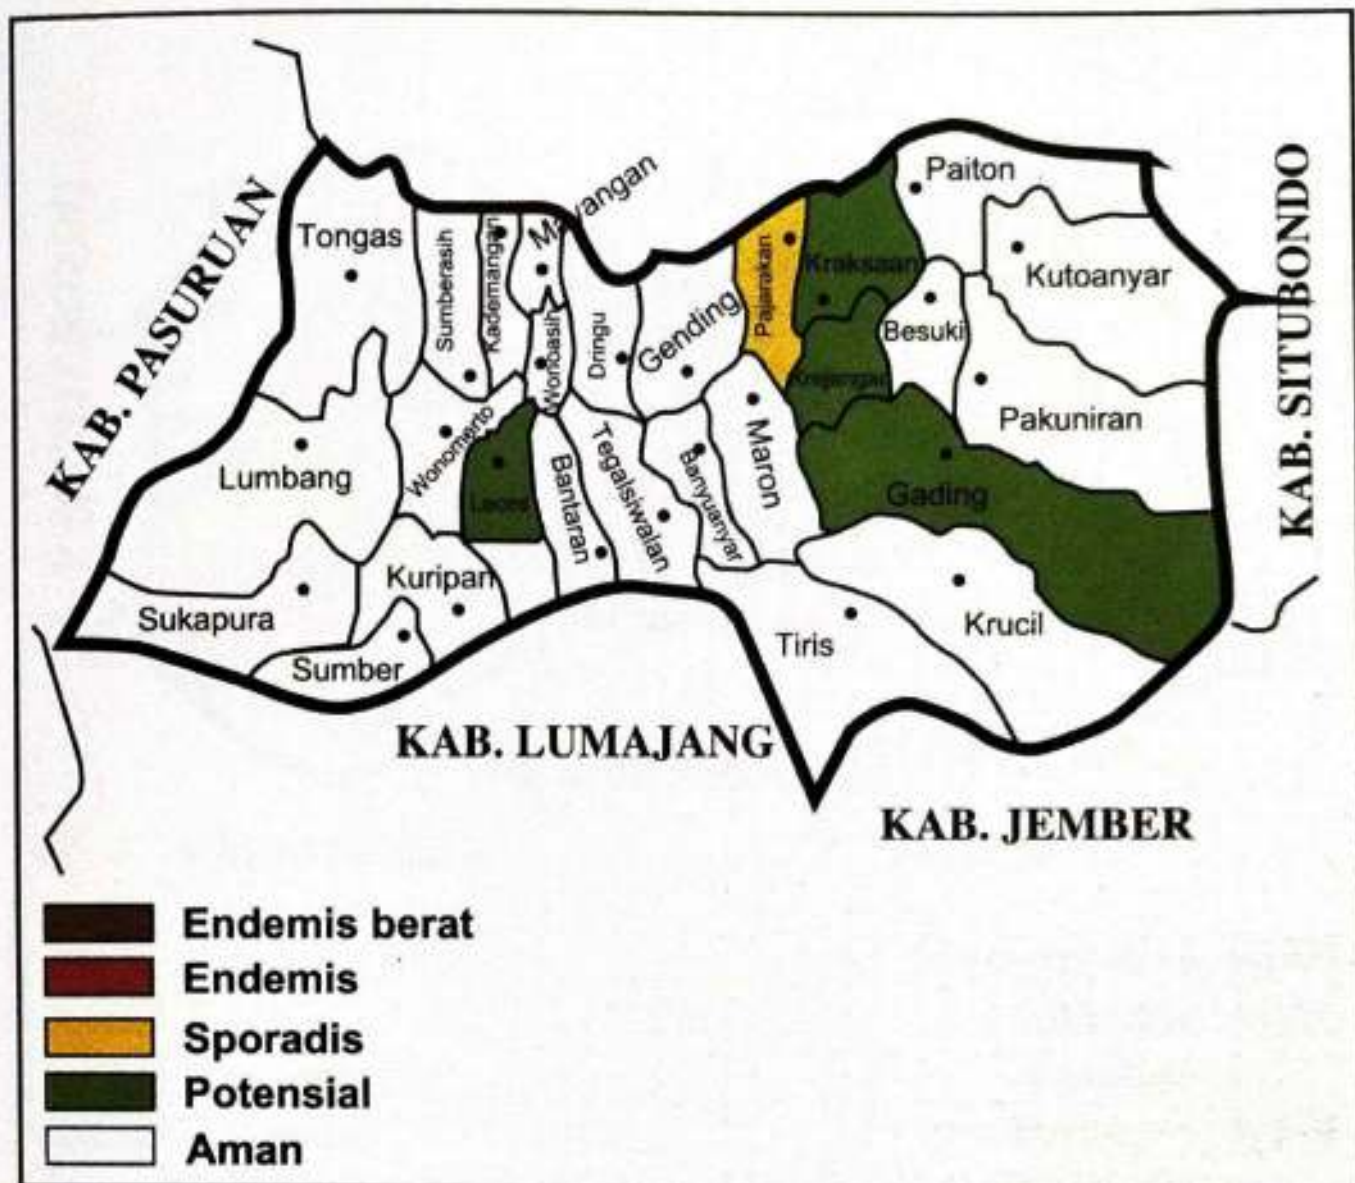 KAB. PASURUAN
Tongas
Sumberasih
Kademangan
Mayangan
Wonoasih
Dringu
Gending
Pajarakan
Kraksaan
Paiton
Kutoanyar
Besuki
Pakuniran
KAB. SITUBONDO
Lumbang
Wonomerto
Leces
Bantaran
Tegalsiwalan
Banyuanyar
Maron
Gading
Sukapura
Kuripan
Sumber
Tiris
Krucil
KAB. LUMAJANG
KAB. JEMBER
Endemis berat
Endemis
Sporadis
Potensial
Aman